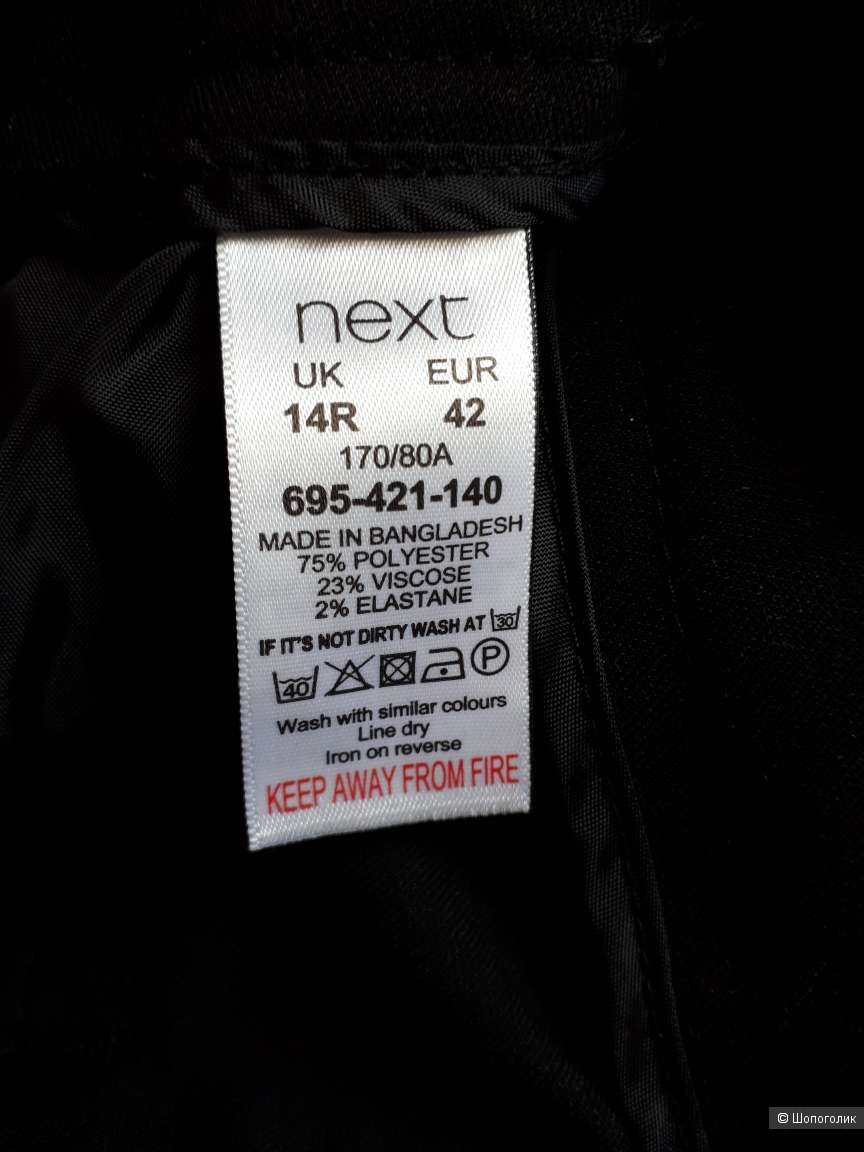 next
UK EUR
14R 42
170/80A
695-421-140
MADE IN BANGLADESH
75% POLYESTER
23% VISCOSE
2% ELASTANE
IF IT'S NOT DIRTY WASH AT 30
40 P
Wash with similar colours
Line dry
Iron on reverse
KEEP AWAY FROM FIRE
© Шопоголик